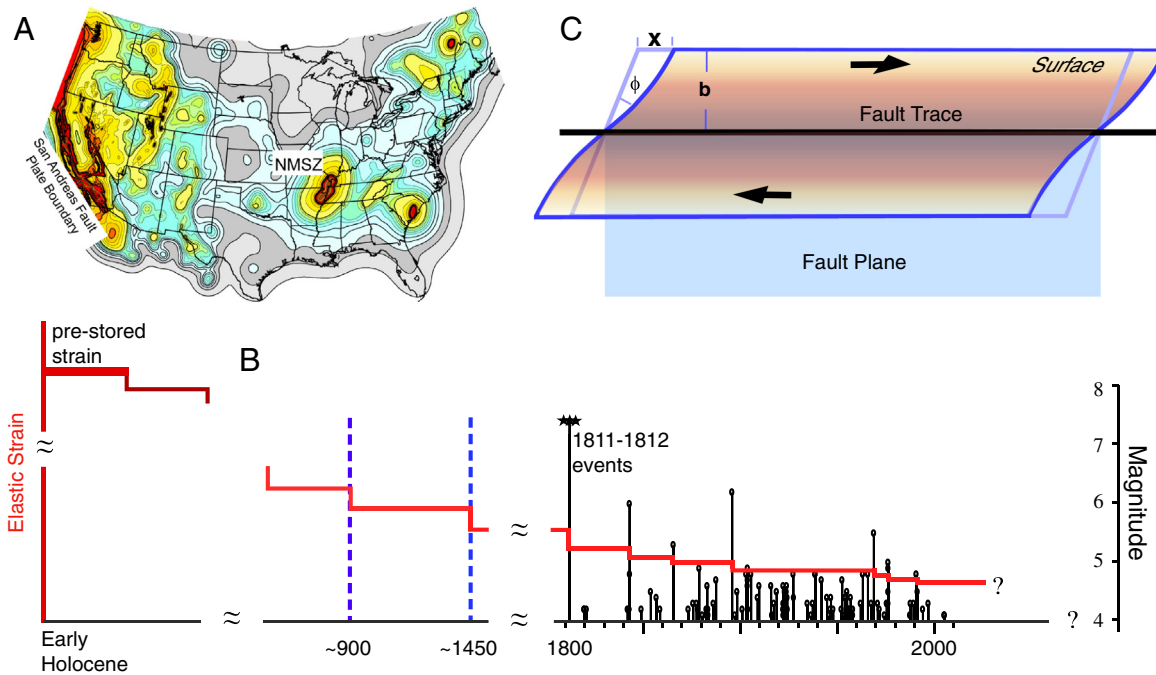 A
NMSZ
San Andreas Fault
Plate Boundary
C
x
ϕ
b
Surface
Fault Trace
Fault Plane
B
pre-stored
strain
Elastic Strain
≈
≈
≈
Early
Holocene
~900
~1450
1811-1812
events
1800
2000
?
?
8
7
6
5
4
Magnitude